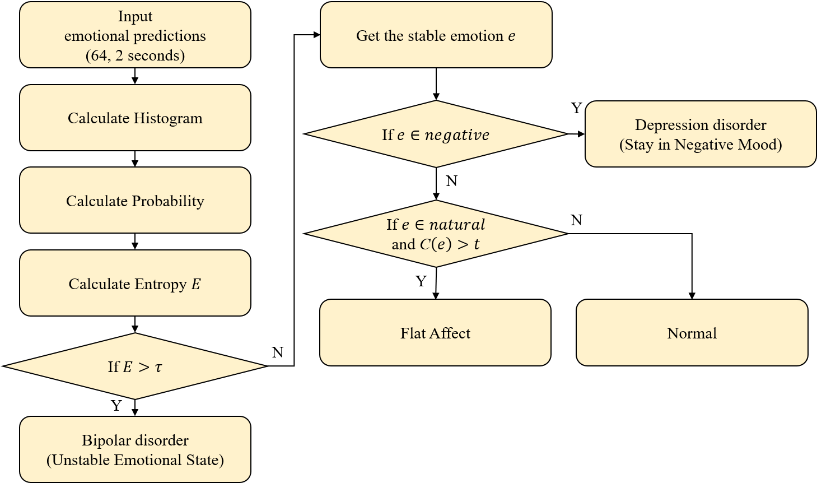 Input
emotional predictions
(64, 2 seconds)
Calculate Histogram
Calculate Probability
Calculate Entropy E
If E > τ
N
Y
Bipolar disorder
(Unstable Emotional State)
Get the stable emotion e
If e ∈ negative
Y
Depression disorder
(Stay in Negative Mood)
N
If e ∈ natural
and C(e) > t
N
Y
Flat Affect
Normal